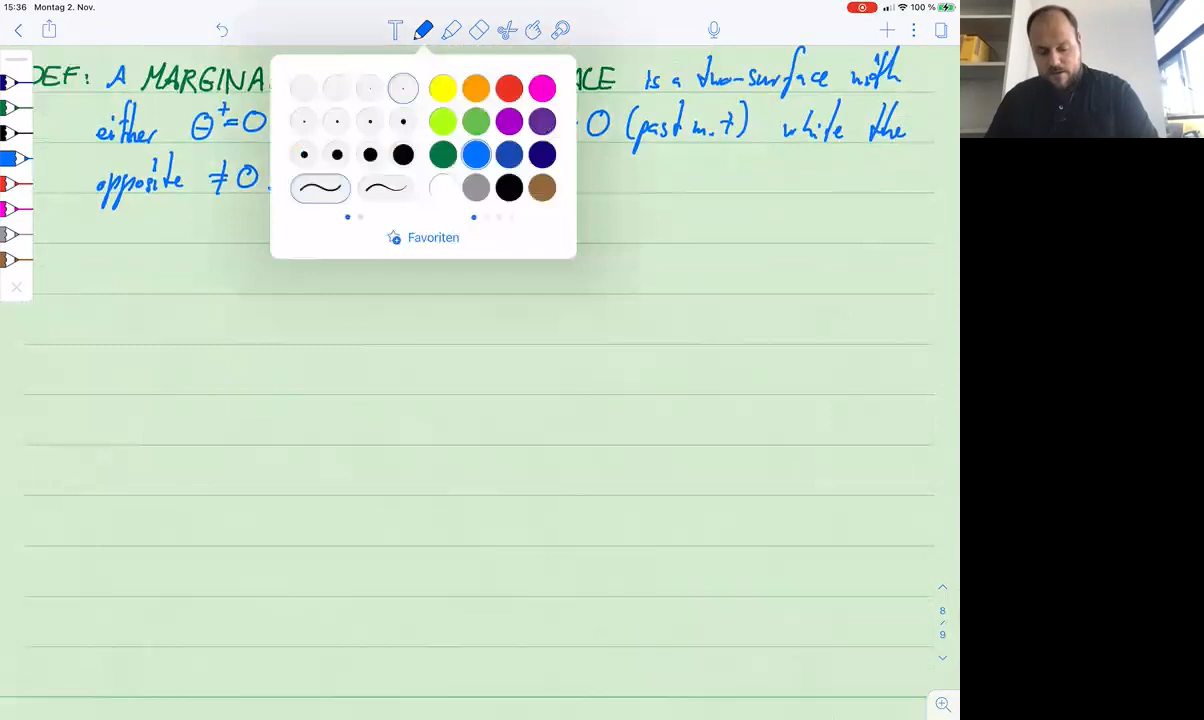 15:36 Montag 2. Nov. 100 %
DEF: A MARGINA ACE is a two-surface with
either Θ⁺=0 0 (past m.t) while the
opposite ≠0.
Favoriten
8
/
9